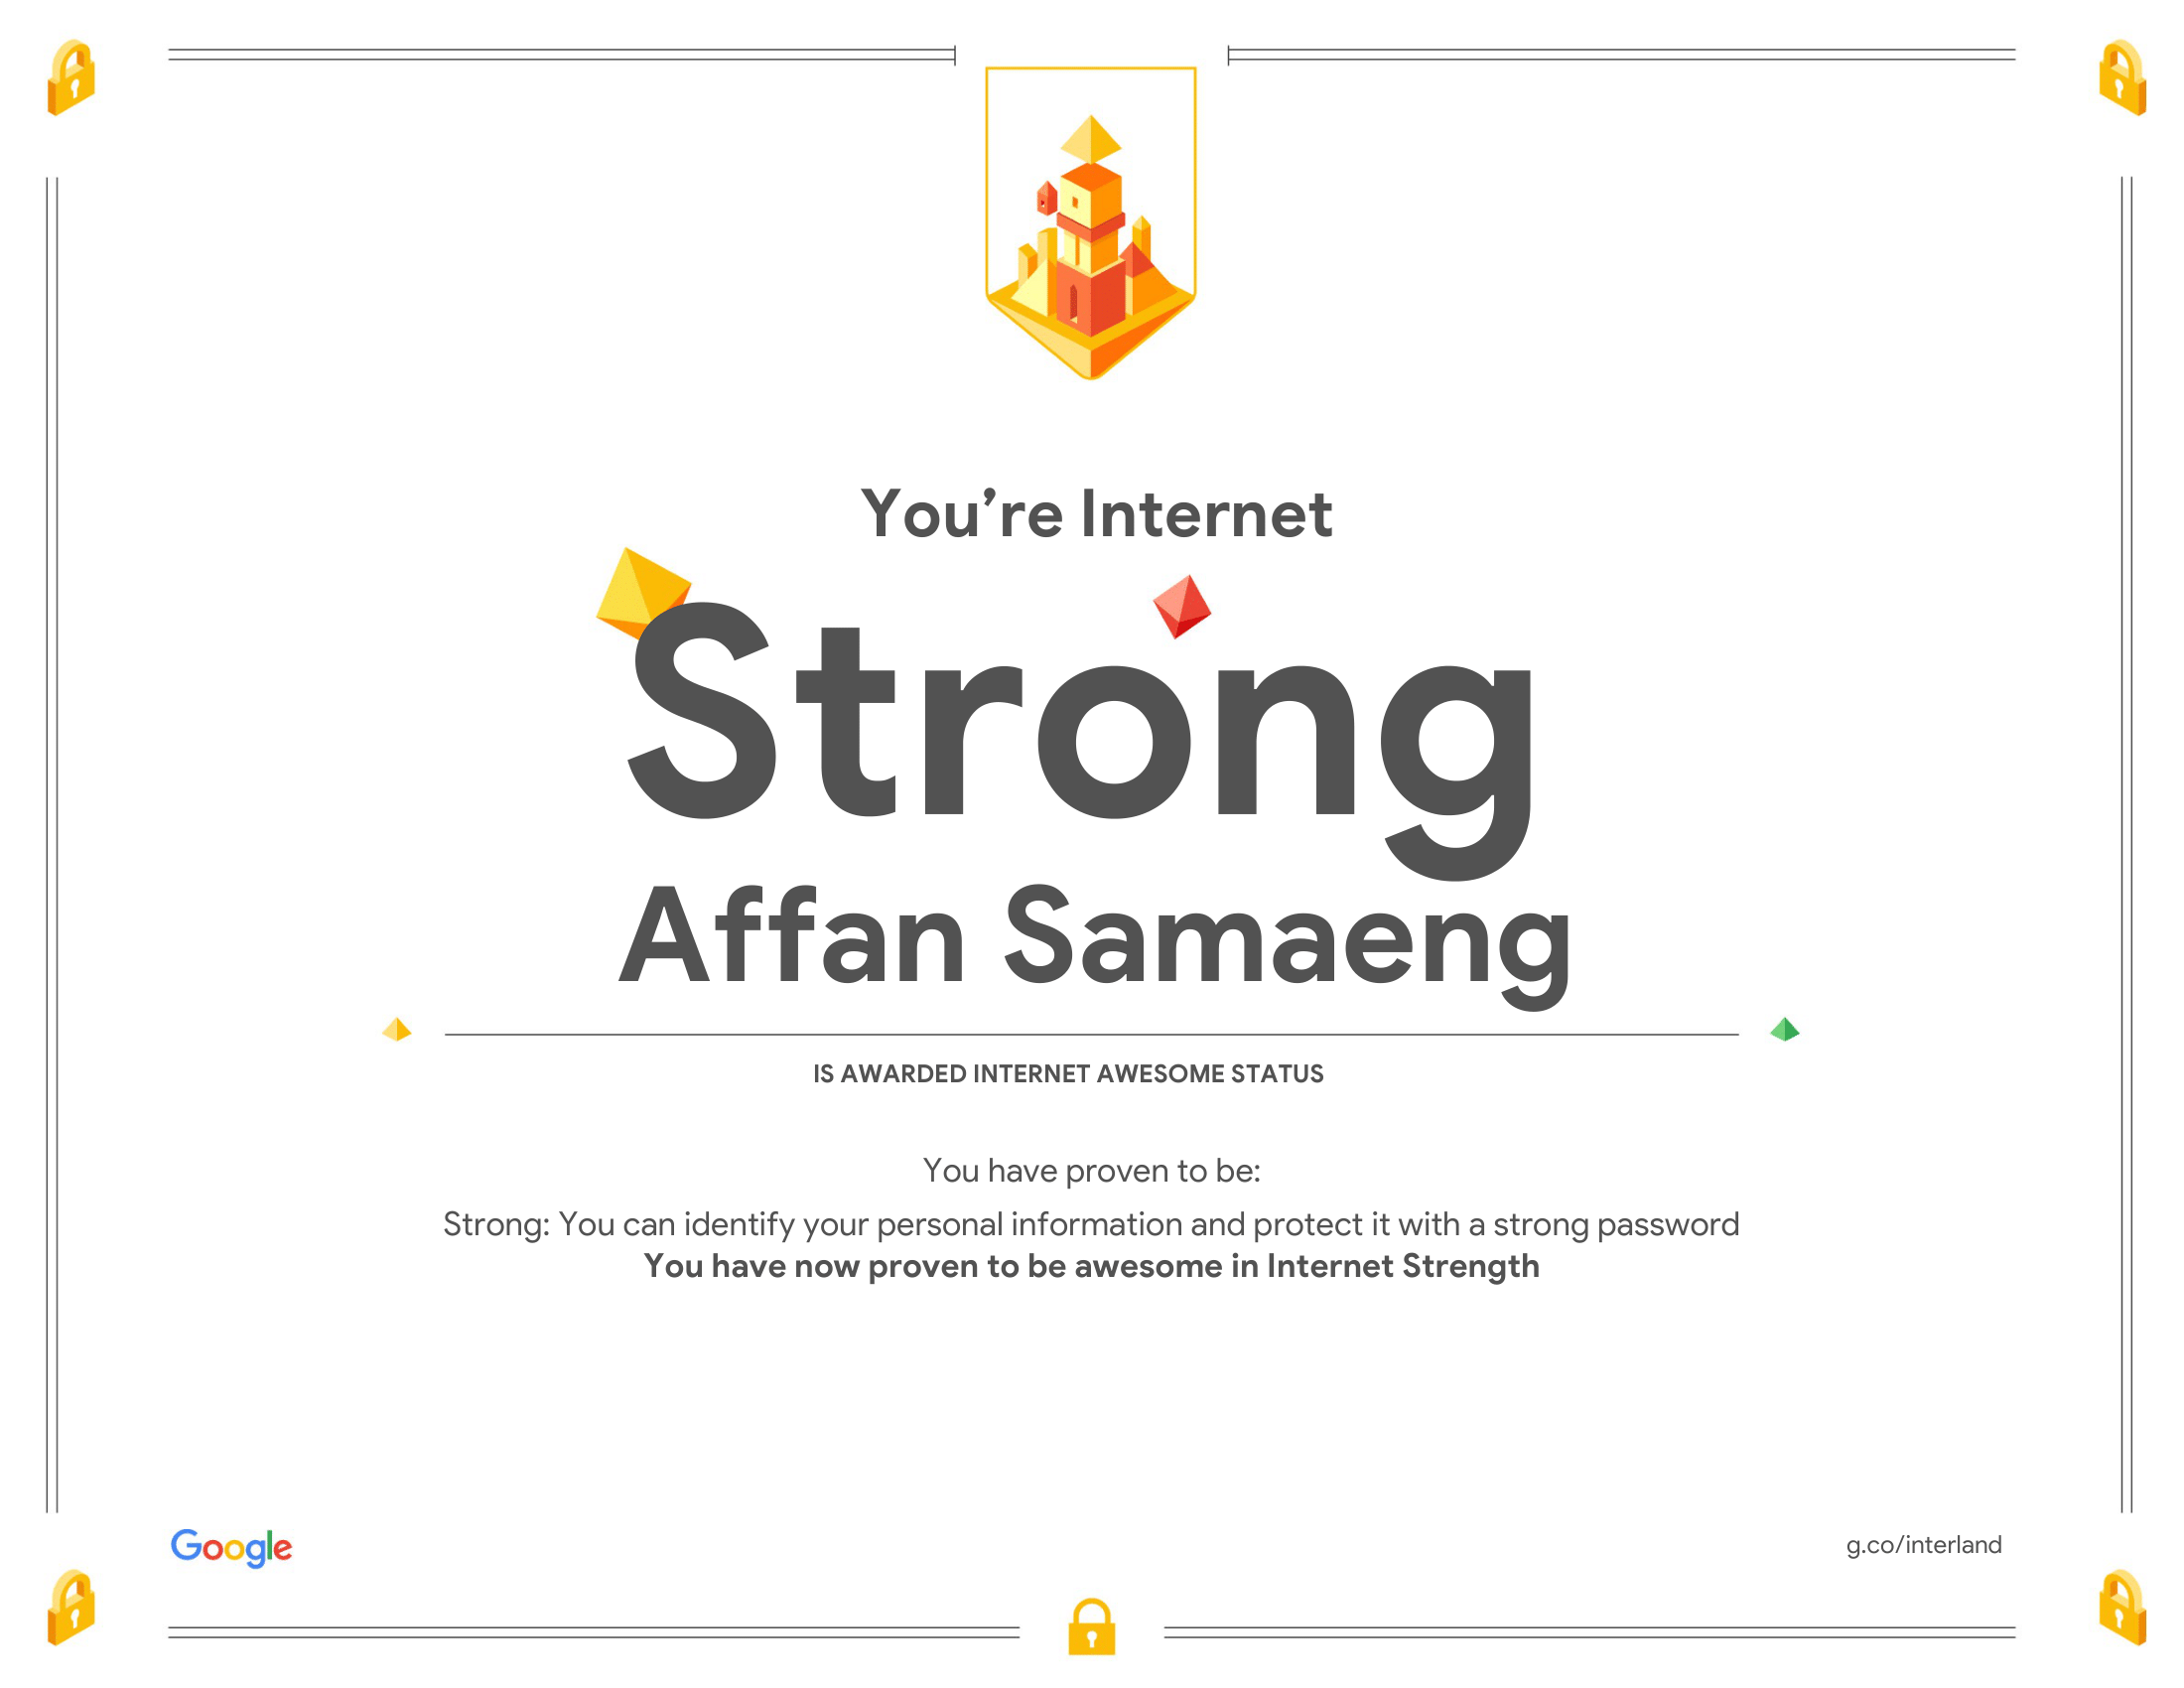 You’re Internet
Strong
Affan Samaeng
IS AWARDED INTERNET AWESOME STATUS
You have proven to be:
Strong: You can identify your personal information and protect it with a strong password
You have now proven to be awesome in Internet Strength
Google
g.co/interland